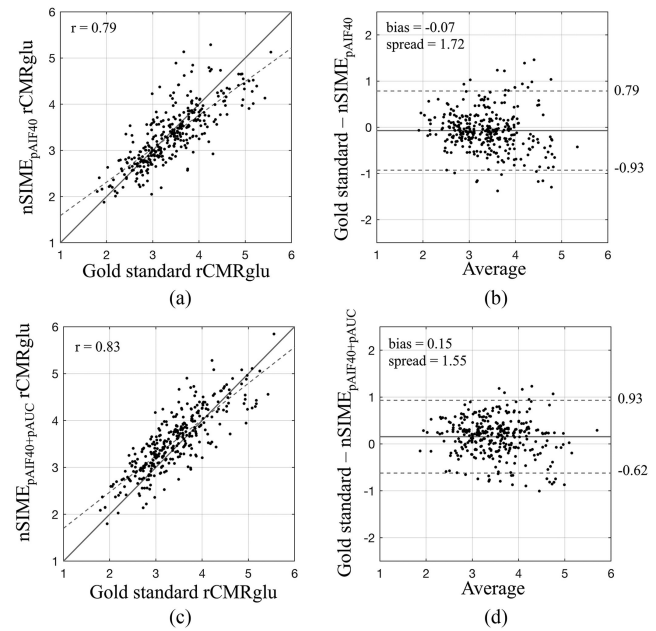 r = 0.79
6
5
4
3
2
1
nSIME_pAIF40 rCMRglu
1 2 3 4 5 6
Gold standard rCMRglu
(a)
bias = -0.07
spread = 1.72
2
1
0
-1
-2
Gold standard − nSIME_pAIF40
0.79
-0.93
1 2 3 4 5 6
Average
(b)
r = 0.83
6
5
4
3
2
1
nSIME_pAIF40+pAUC rCMRglu
1 2 3 4 5 6
Gold standard rCMRglu
(c)
bias = 0.15
spread = 1.55
2
1
0
-1
-2
Gold standard − nSIME_pAIF40+pAUC
0.93
-0.62
1 2 3 4 5 6
Average
(d)